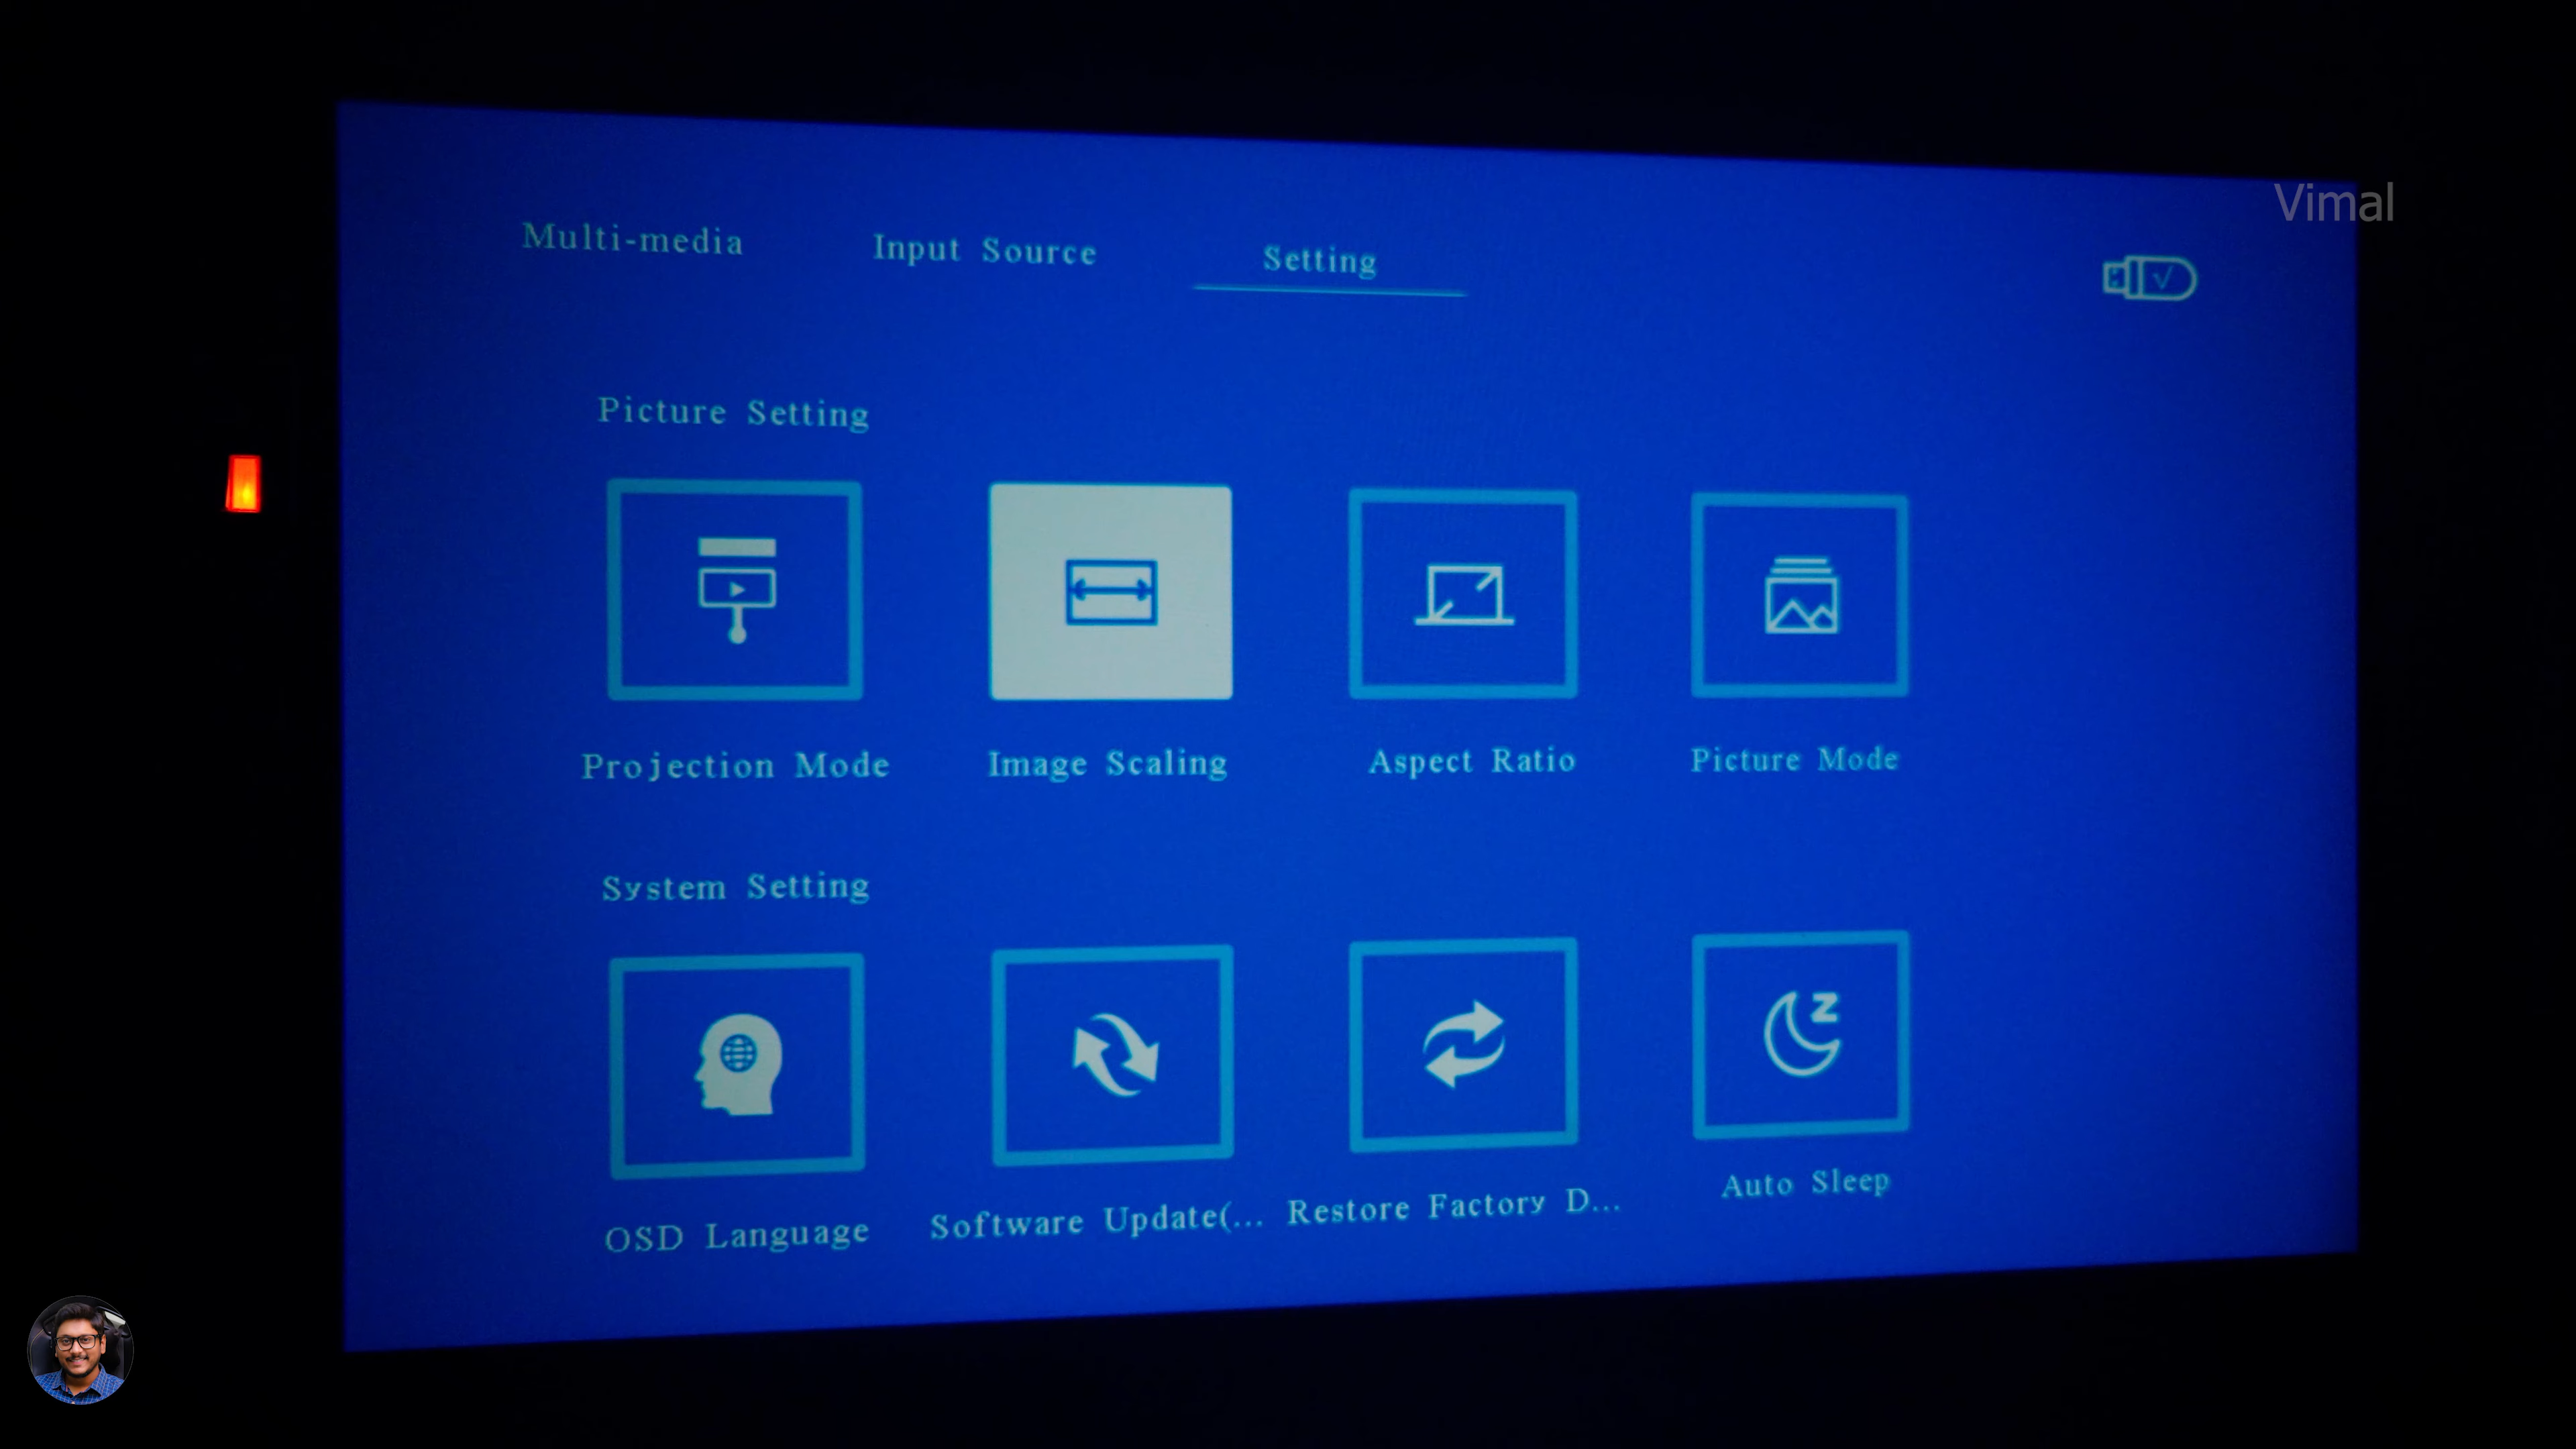 Vimal
Multi-media Input Source Setting
Picture Setting
Projection Mode Image Scaling Aspect Ratio Picture Mode
System Setting
OSD Language Software Update(... Restore Factory D... Auto Sleep